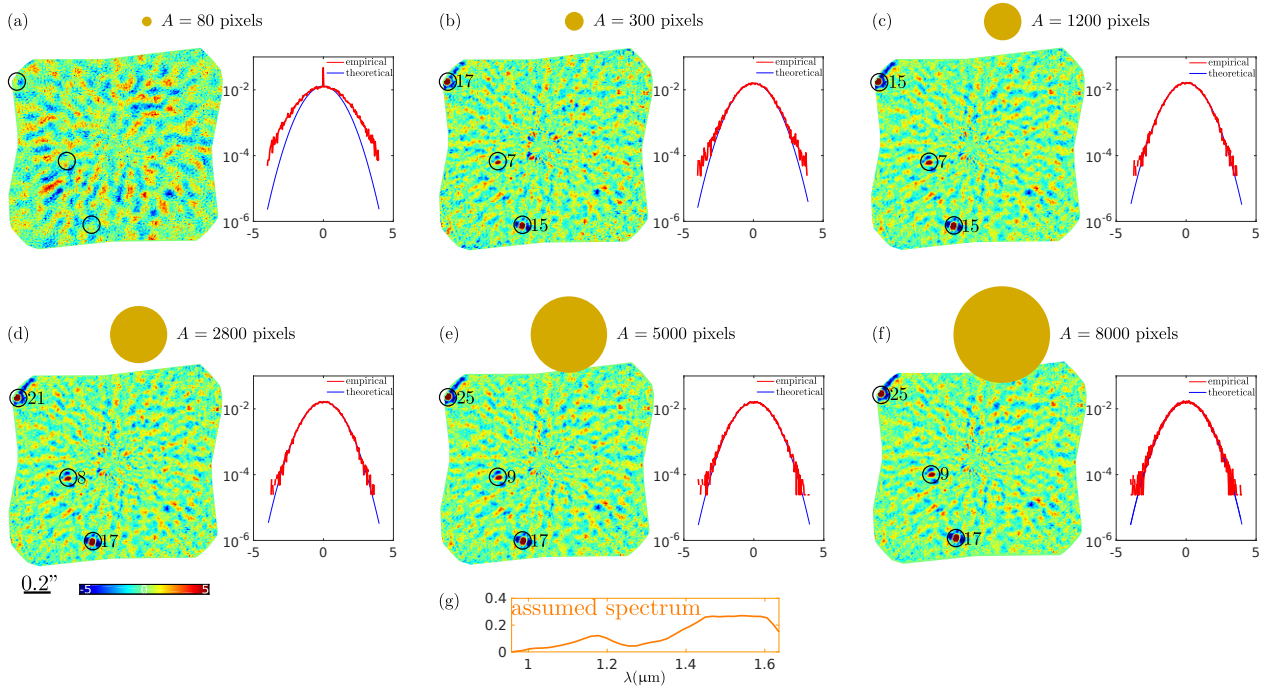 (a) A = 80 pixels
(b) A = 300 pixels
(c) A = 1200 pixels
empirical
theoretical
10⁻²
10⁻⁴
10⁻⁶
-5 0 5
17
7
15
empirical
theoretical
10⁻²
10⁻⁴
10⁻⁶
-5 0 5
15
7
15
empirical
theoretical
10⁻²
10⁻⁴
10⁻⁶
-5 0 5
(d) A = 2800 pixels
(e) A = 5000 pixels
(f) A = 8000 pixels
21
8
17
empirical
theoretical
10⁻²
10⁻⁴
10⁻⁶
-5 0 5
25
9
17
empirical
theoretical
10⁻²
10⁻⁴
10⁻⁶
-5 0 5
25
9
17
empirical
theoretical
10⁻²
10⁻⁴
10⁻⁶
-5 0 5
0.2”
-5 0 5
(g)
assumed spectrum
0.4
0.2
0
1 1.2 1.4 1.6
λ(μm)